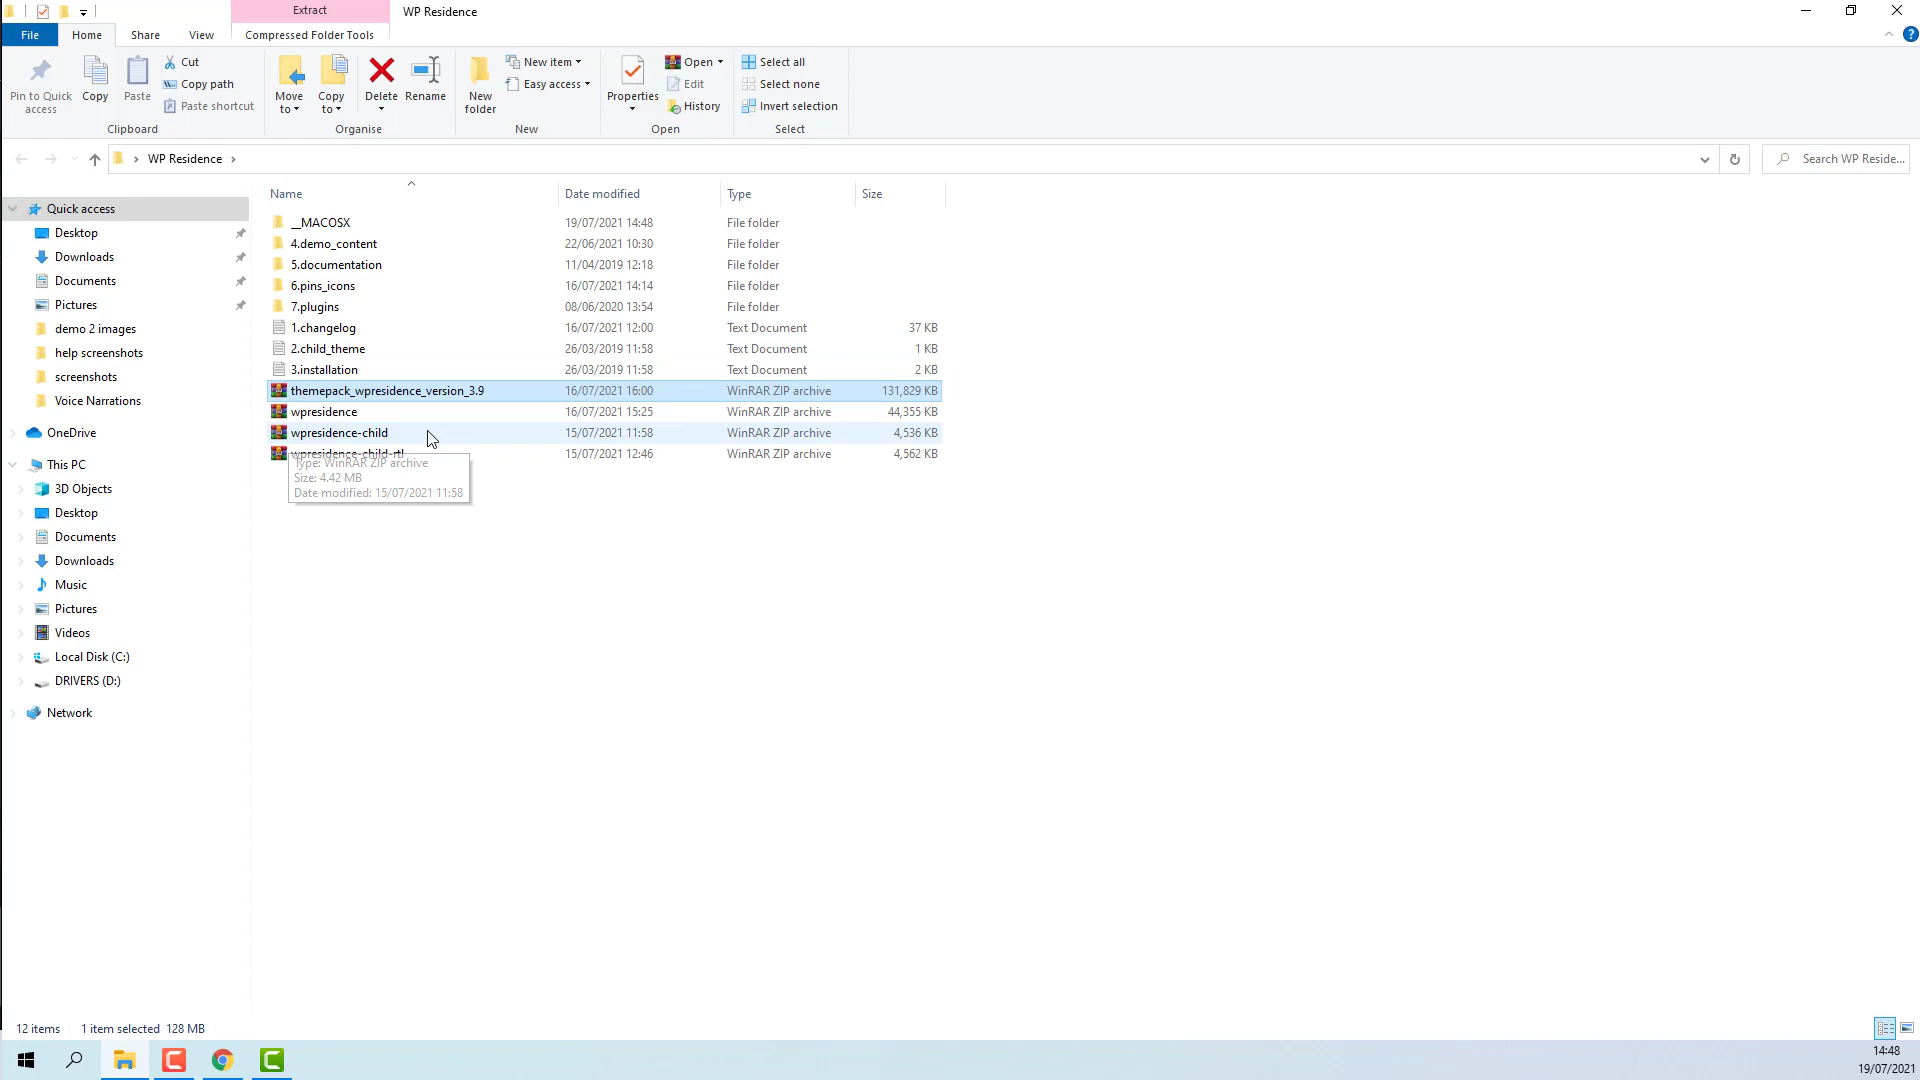 Extract
WP Residence
File
Home
Share
View
Compressed Folder Tools
Pin to Quick access
Copy
Paste
Cut
Copy path
Paste shortcut
Clipboard
Move to
Copy to
Delete
Rename
Organise
New folder
New item
Easy access
New
Properties
Open
Edit
History
Open
Select all
Select none
Invert selection
Select
WP Residence
Search WP Reside...
Name
Date modified
Type
Size
Quick access
Desktop
Downloads
Documents
Pictures
demo 2 images
help screenshots
screenshots
Voice Narrations
OneDrive
This PC
3D Objects
Desktop
Documents
Downloads
Music
Pictures
Videos
Local Disk (C:)
DRIVERS (D:)
Network
__MACOSX 19/07/2021 14:48 File folder
4.demo_content 22/06/2021 10:30 File folder
5.documentation 11/04/2019 12:18 File folder
6.pins_icons 16/07/2021 14:14 File folder
7.plugins 08/06/2020 13:54 File folder
1.changelog 16/07/2021 12:00 Text Document 37 KB
2.child_theme 26/03/2019 11:58 Text Document 1 KB
3.installation 26/03/2019 11:58 Text Document 2 KB
themepack_wpresidence_version_3.9 16/07/2021 16:00 WinRAR ZIP archive 131,829 KB
wpresidence 16/07/2021 15:25 WinRAR ZIP archive 44,355 KB
wpresidence-child 15/07/2021 11:58 WinRAR ZIP archive 4,536 KB
wpresidence-child-rtl 15/07/2021 12:46 WinRAR ZIP archive 4,562 KB
Type: WinRAR ZIP archive
Size: 4.42 MB
Date modified: 15/07/2021 11:58
12 items 1 item selected 128 MB
14:48
19/07/2021